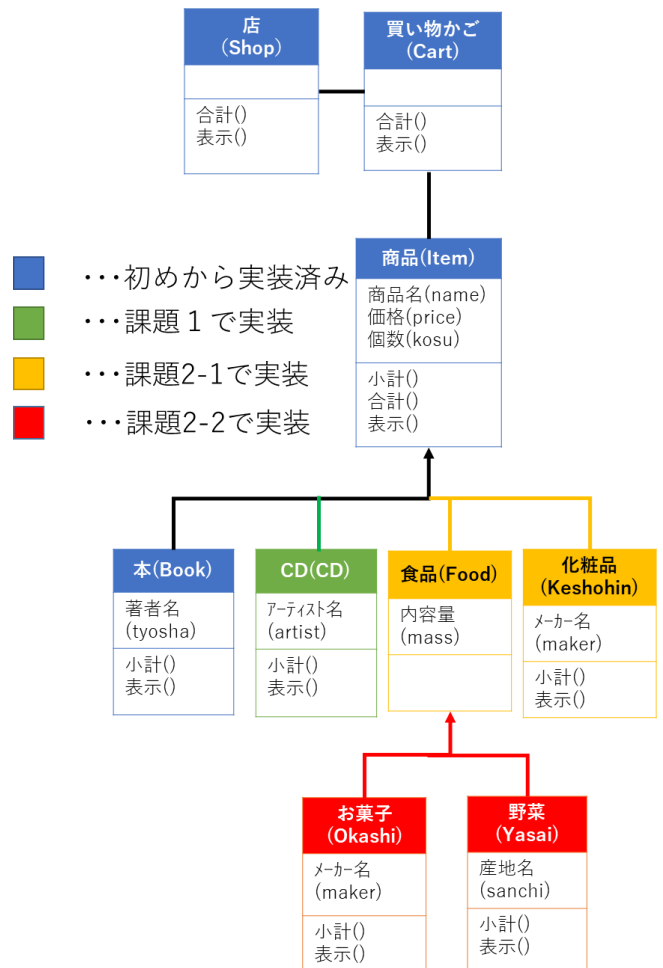 店
(Shop)
合計()
表示()
買い物かご
(Cart)
合計()
表示()
商品(Item)
商品名(name)
価格(price)
個数(kosu)
小計()
合計()
表示()
・・・初めから実装済み
・・・課題１で実装
・・・課題2-1で実装
・・・課題2-2で実装
本(Book)
著者名
(tyosha)
小計()
表示()
CD(CD)
ｱｰﾃｨｽﾄ名
(artist)
小計()
表示()
食品(Food)
内容量
(mass)
化粧品
(Keshohin)
ﾒｰｶｰ名
(maker)
小計()
表示()
お菓子
(Okashi)
ﾒｰｶｰ名
(maker)
小計()
表示()
野菜
(Yasai)
産地名
(sanchi)
小計()
表示()